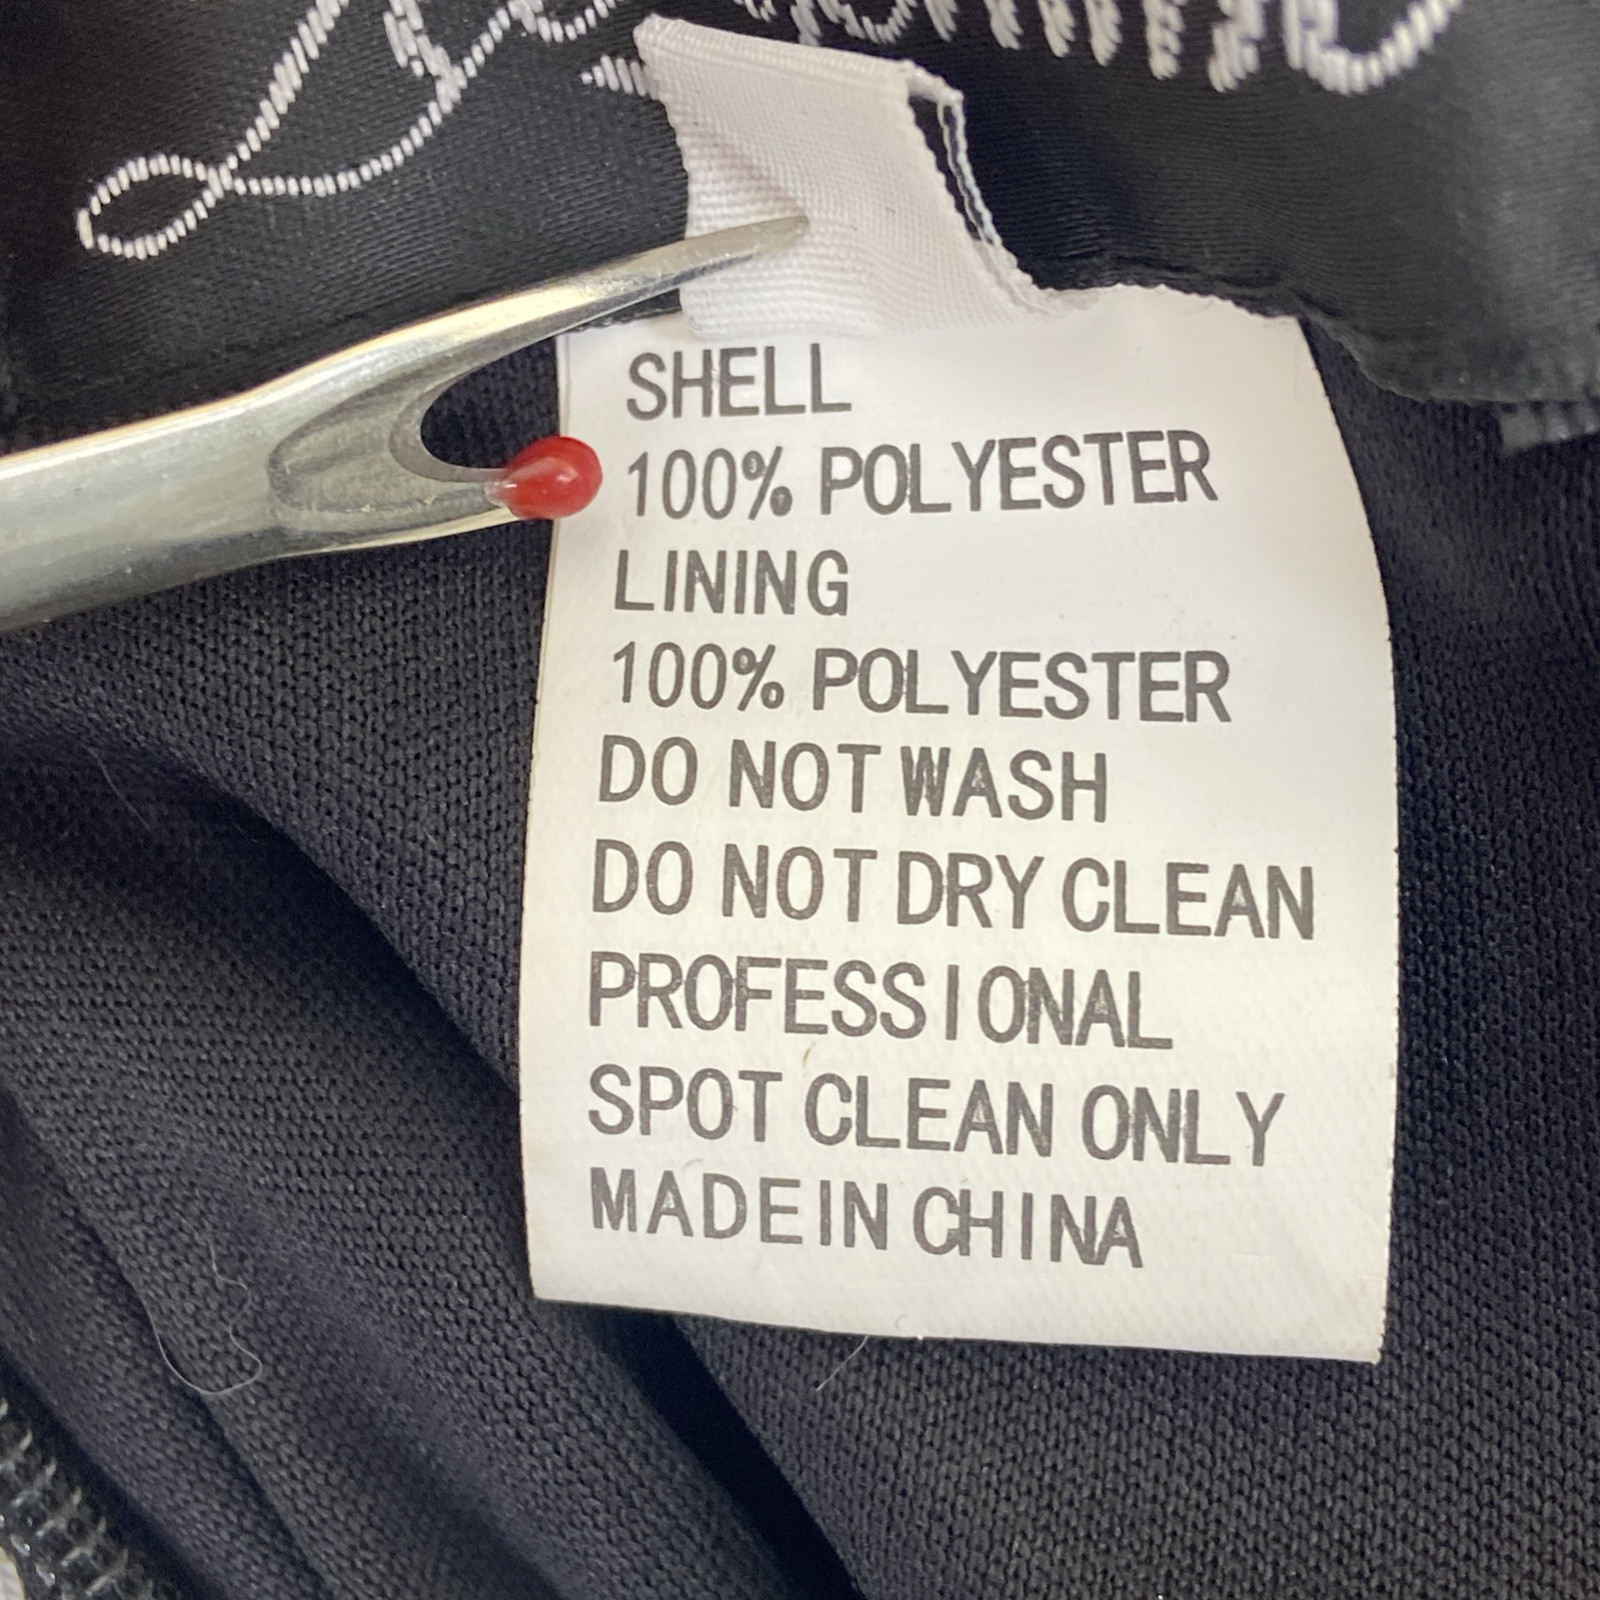 SHELL
100% POLYESTER
LINING
100% POLYESTER
DO NOT WASH
DO NOT DRY CLEAN
PROFESSIONAL
SPOT CLEAN ONLY
MADE IN CHINA